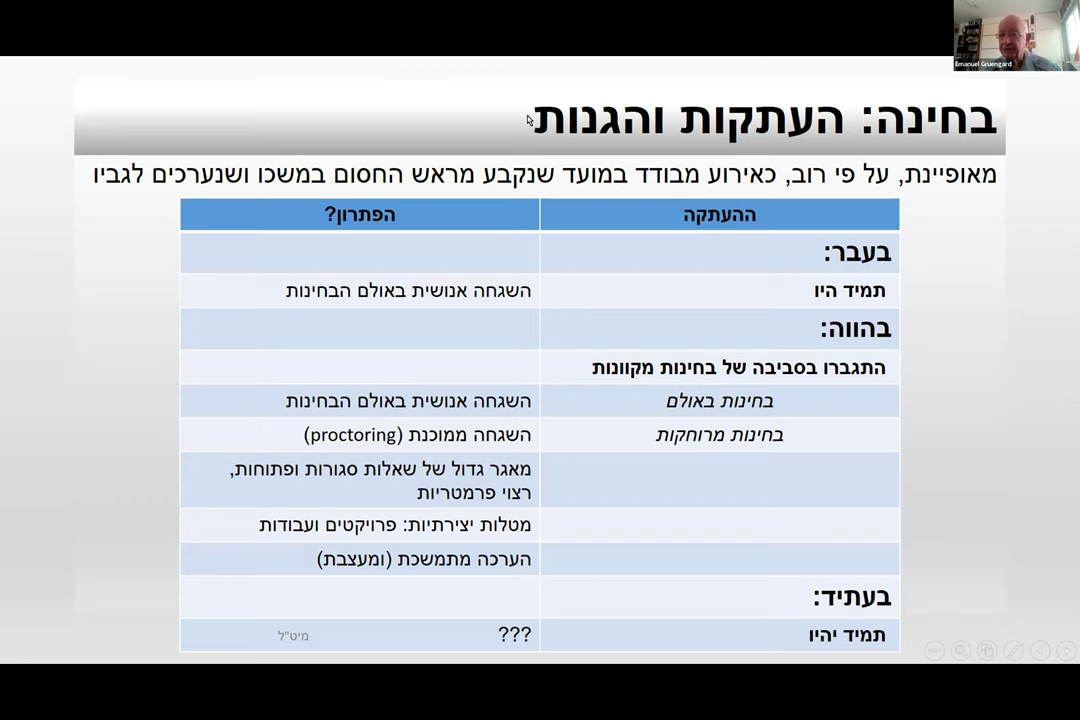 Emanuel Gruengard
בחינה: העתקות והגנות
מאופיינת, על פי רוב, כאירוע מבודד במועד שנקבע מראש החסום במשכו ושנערכים לגביו
ההעתקה הפתרון?
בעבר:
תמיד היו השגחה אנושית באולם הבחינות
בהווה:
התגברו בסביבה של בחינות מקוונות
בחינות באולם השגחה אנושית באולם הבחינות
בחינות מרוחקות השגחה ממוכנת (proctoring)
מאגר גדול של שאלות סגורות ופתוחות,
רצוי פרמטריות
מטלות יצירתיות: פרויקטים ועבודות
הערכה מתמשכת (ומעצבת)
בעתיד:
תמיד יהיו ???
מיט"ל